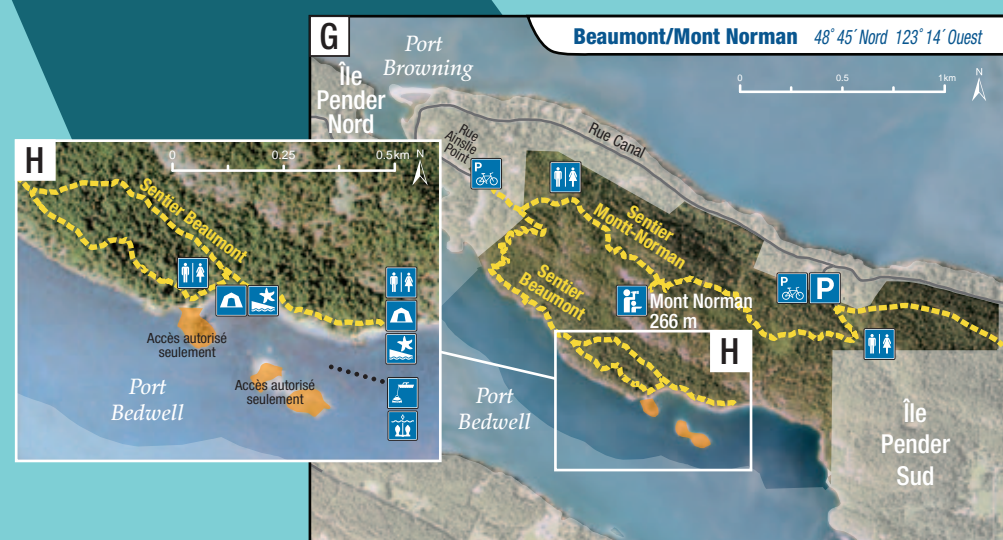 G
Beaumont/Mont Norman 48° 45′ Nord 123° 14′ Ouest
Port
Browning
Île
Pender
Nord
0 0.5 1km
N
Rue
Ainslie
Point
Rue Canal
P
Sentier
Montt-Norman
Sentier
Beaumont
P
P
Mont Norman
266 m
H
Port
Bedwell
Île
Pender
Sud
H
0 0.25 0.5km
N
Sentier Beaumont
Accès autorisé
seulement
Accès autorisé
seulement
Port
Bedwell